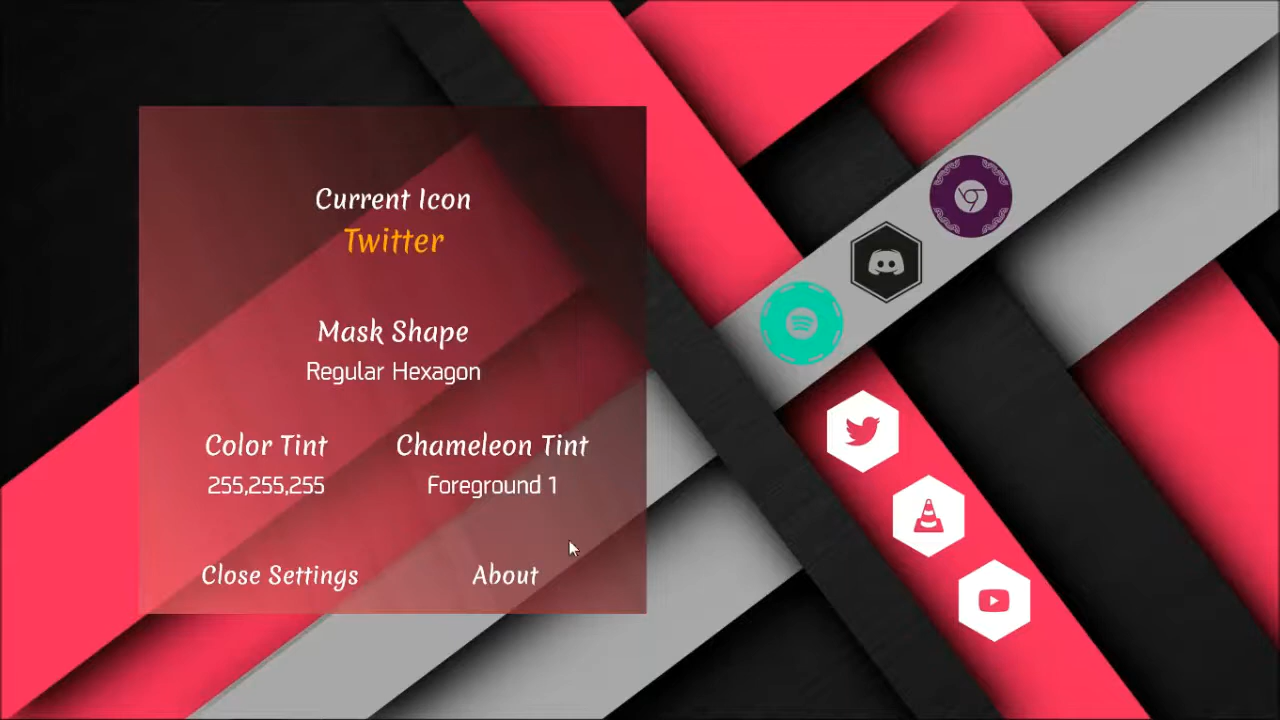 Current Icon
Twitter
Mask Shape
Regular Hexagon
Color Tint
255,255,255
Chameleon Tint
Foreground 1
Close Settings
About